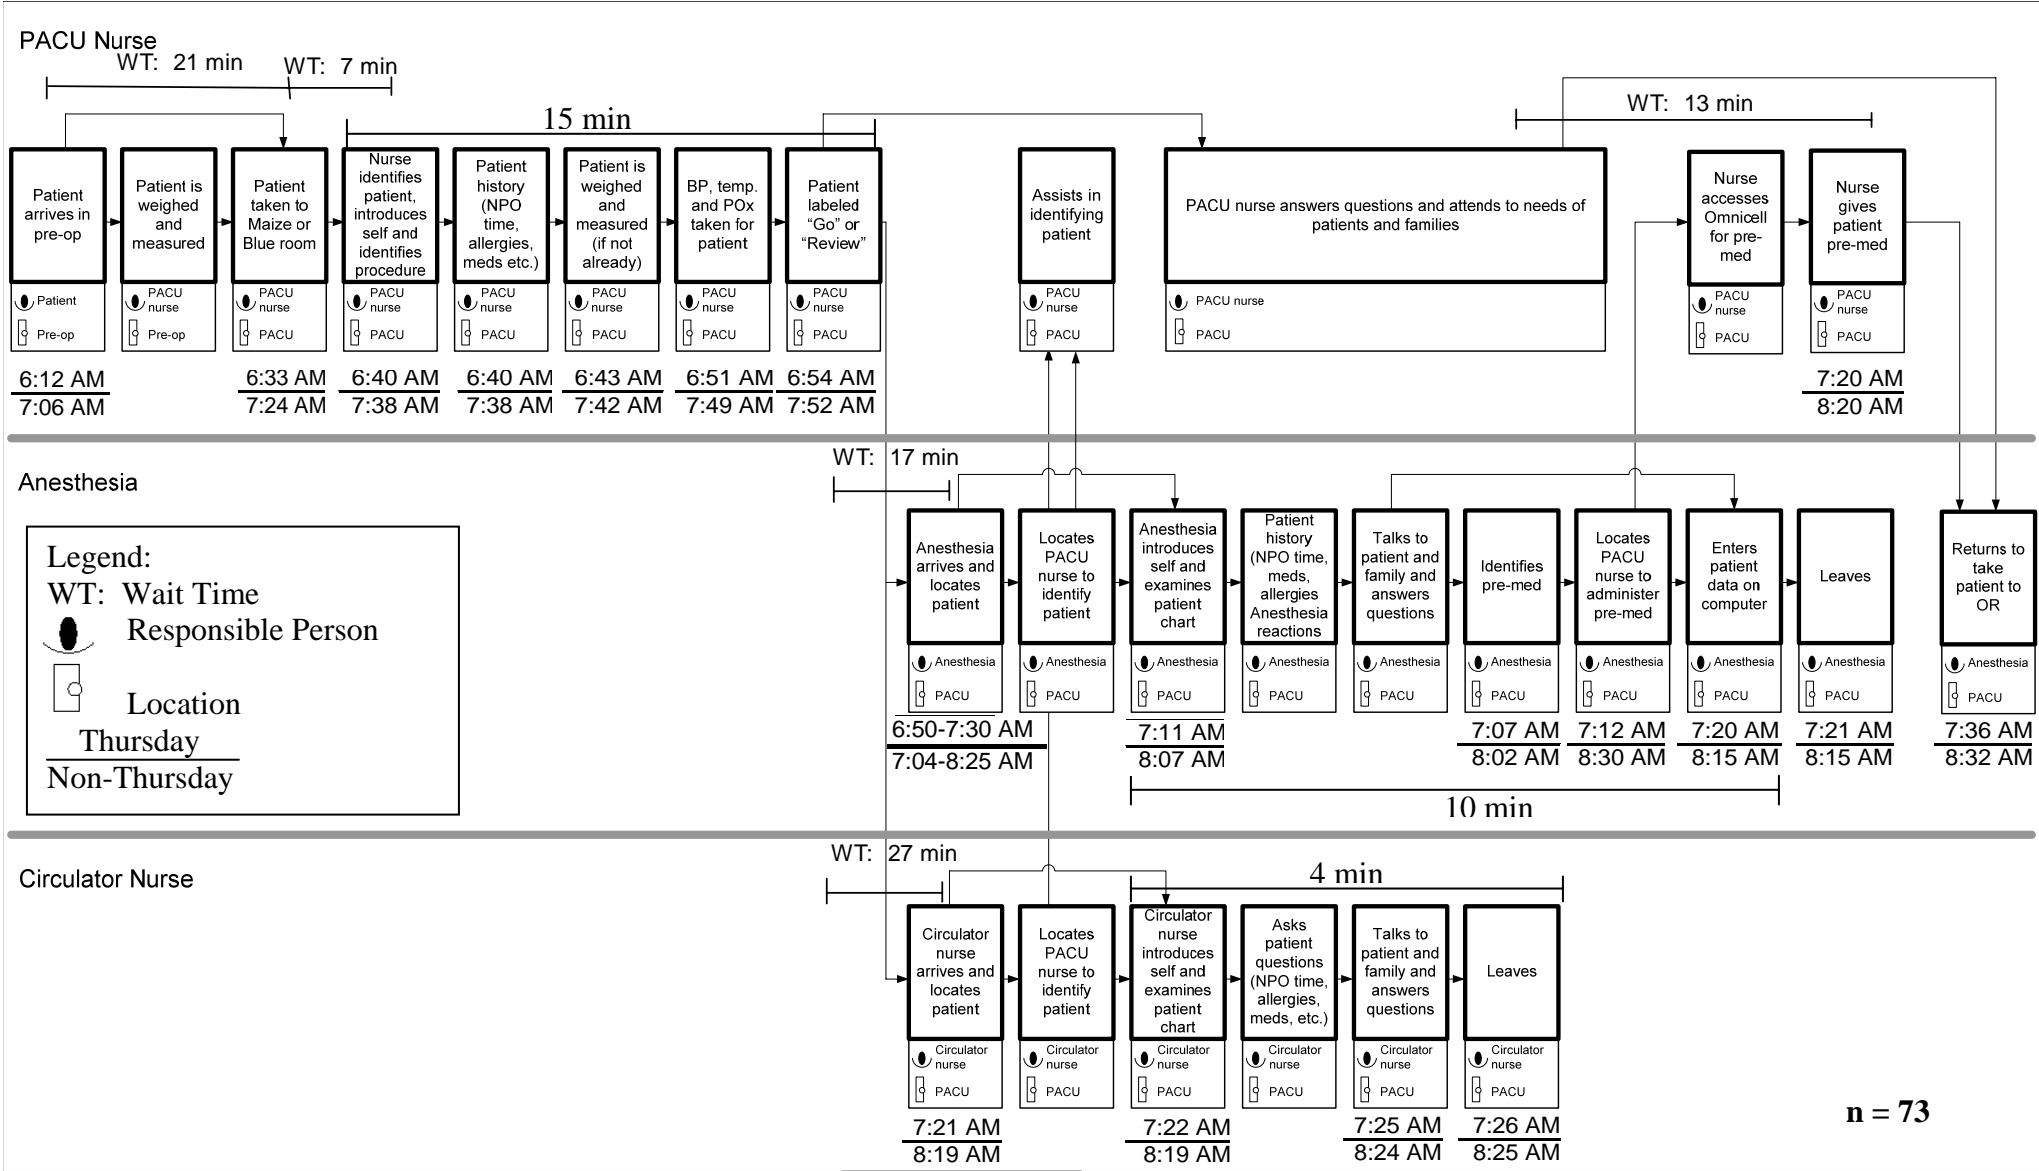 PACU Nurse
WT: 21 min
WT: 7 min
15 min
WT: 13 min
Patient
arrives in
pre-op
Patient
Pre-op
6:12 AM
7:06 AM
Patient is
weighed
and
measured
PACU
nurse
Pre-op
Patient
taken to
Maize or
Blue room
PACU
nurse
PACU
6:33 AM
7:24 AM
Nurse
identifies
patient,
introduces
self and
identifies
procedure
PACU
nurse
PACU
6:40 AM
7:38 AM
Patient
history
(NPO
time,
allergies,
meds etc.)
PACU
nurse
PACU
6:40 AM
7:38 AM
Patient is
weighed
and
measured
(if not
already)
PACU
nurse
PACU
6:43 AM
7:42 AM
BP, temp.
and POx
taken for
patient
PACU
nurse
PACU
6:51 AM
7:49 AM
Patient
labeled
“Go” or
“Review”
PACU
nurse
PACU
6:54 AM
7:52 AM
Assists in
identifying
patient
PACU
nurse
PACU
PACU nurse answers questions and attends to needs of
patients and families
PACU nurse
PACU
Nurse
accesses
Omnicell
for pre-
med
PACU
nurse
PACU
Nurse
gives
patient
pre-med
PACU
nurse
PACU
7:20 AM
8:20 AM
Anesthesia
WT: 17 min
Legend:
WT: Wait Time
Responsible Person
Location
Thursday
Non-Thursday
Anesthesia
arrives and
locates
patient
Anesthesia
PACU
6:50-7:30 AM
7:04-8:25 AM
Locates
PACU
nurse to
identify
patient
Anesthesia
PACU
Anesthesia
introduces
self and
examines
patient
chart
Anesthesia
PACU
7:11 AM
8:07 AM
Patient
history
(NPO time,
meds,
allergies
Anesthesia
reactions
Anesthesia
PACU
Talks to
patient and
family and
answers
questions
Anesthesia
PACU
Identifies
pre-med
Anesthesia
PACU
7:07 AM
8:02 AM
Locates
PACU
nurse to
administer
pre-med
Anesthesia
PACU
7:12 AM
8:30 AM
Enters
patient
data on
computer
Anesthesia
PACU
7:20 AM
8:15 AM
Leaves
Anesthesia
PACU
7:21 AM
8:15 AM
Returns to
take
patient to
OR
Anesthesia
PACU
7:36 AM
8:32 AM
10 min
Circulator Nurse
WT: 27 min
4 min
Circulator
nurse
arrives and
locates
patient
Circulator
nurse
PACU
7:21 AM
8:19 AM
Locates
PACU
nurse to
identify
patient
Circulator
nurse
PACU
Circulator
nurse
introduces
self and
examines
patient
chart
Circulator
nurse
PACU
7:22 AM
8:19 AM
Asks
patient
questions
(NPO time,
allergies,
meds, etc.)
Circulator
nurse
PACU
Talks to
patient and
family and
answers
questions
Circulator
nurse
PACU
7:25 AM
8:24 AM
Leaves
Circulator
nurse
PACU
7:26 AM
8:25 AM
n = 73